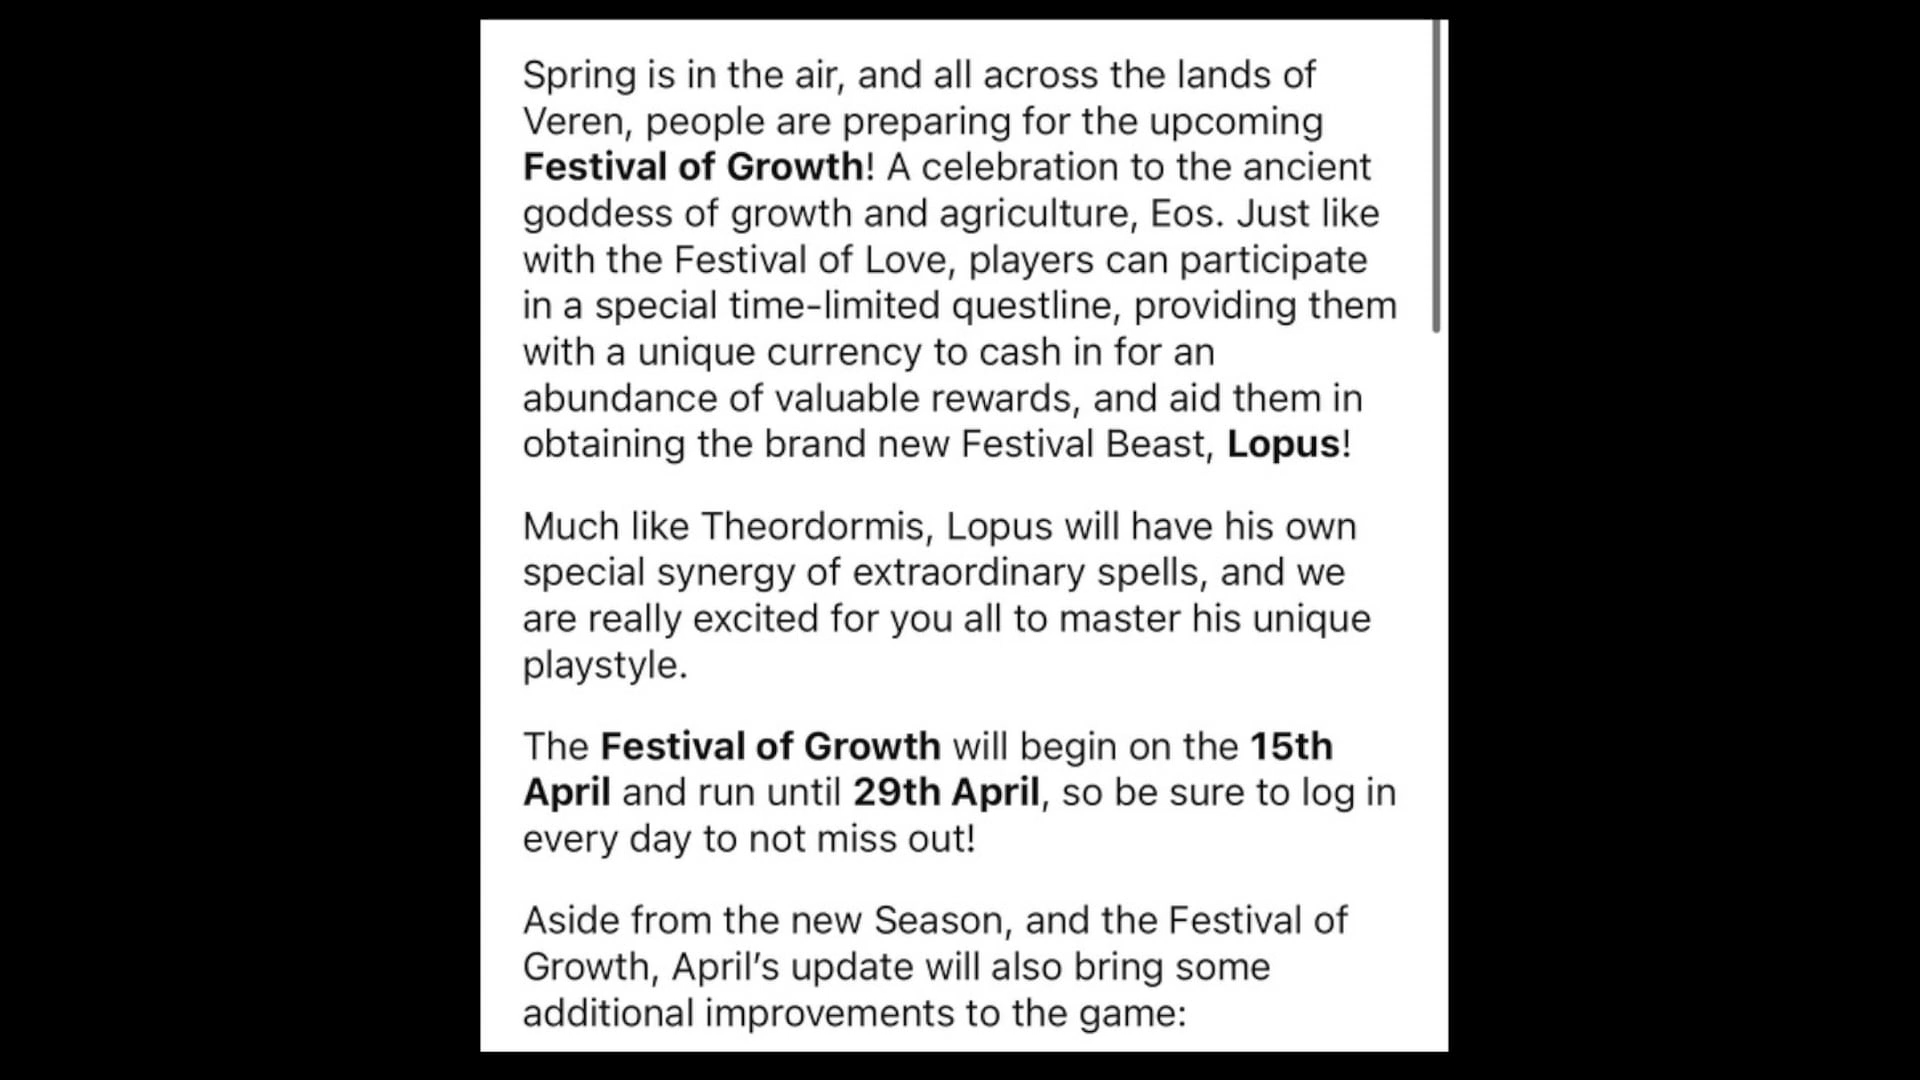 Spring is in the air, and all across the lands of
Veren, people are preparing for the upcoming
Festival of Growth! A celebration to the ancient
goddess of growth and agriculture, Eos. Just like
with the Festival of Love, players can participate
in a special time-limited questline, providing them
with a unique currency to cash in for an
abundance of valuable rewards, and aid them in
obtaining the brand new Festival Beast, Lopus!
Much like Theordormis, Lopus will have his own
special synergy of extraordinary spells, and we
are really excited for you all to master his unique
playstyle.
The Festival of Growth will begin on the 15th
April and run until 29th April, so be sure to log in
every day to not miss out!
Aside from the new Season, and the Festival of
Growth, April's update will also bring some
additional improvements to the game: